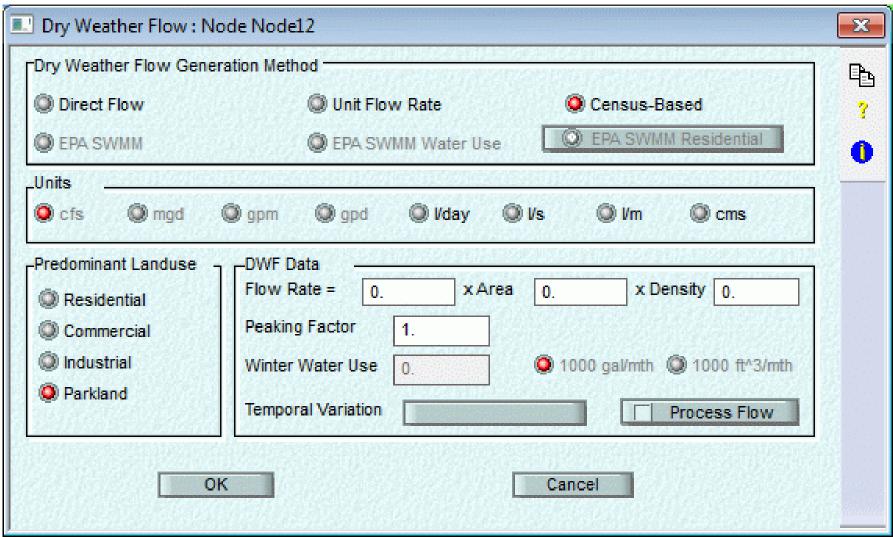 Dry Weather Flow : Node Node12
Dry Weather Flow Generation Method
Direct Flow Unit Flow Rate Census-Based
EPA SWMM EPA SWMM Water Use EPA SWMM Residential
Units
cfs mgd gpm gpd l/day l/s l/m cms
Predominant Landuse
Residential
Commercial
Industrial
Parkland
DWF Data
Flow Rate = 0. x Area 0. x Density 0.
Peaking Factor 1.
Winter Water Use 0. 1000 gal/mth 1000 ft^3/mth
Temporal Variation Process Flow
OK Cancel